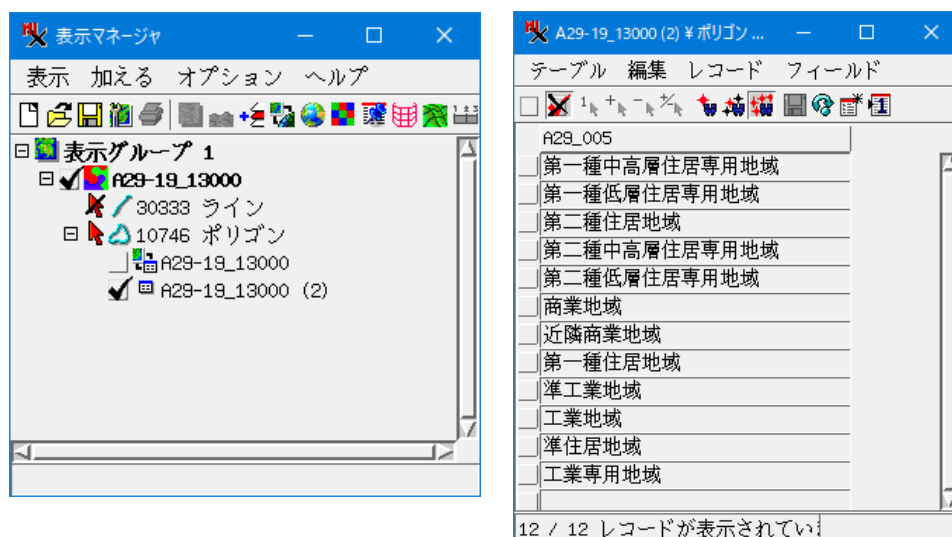 表示マネージャ
表示 加える オプション ヘルプ
表示グループ 1
A29-19_13000
30333 ライン
10746 ポリゴン
A29-19_13000
A29-19_13000 (2)
A29-19_13000 (2) ¥ ポリゴン ...
テーブル 編集 レコード フィールド
A29_005
第一種中高層住居専用地域
第一種低層住居専用地域
第二種住居地域
第二種中高層住居専用地域
第二種低層住居専用地域
商業地域
近隣商業地域
第一種住居地域
準工業地域
工業地域
準住居地域
工業専用地域
12 / 12 レコードが表示されてい